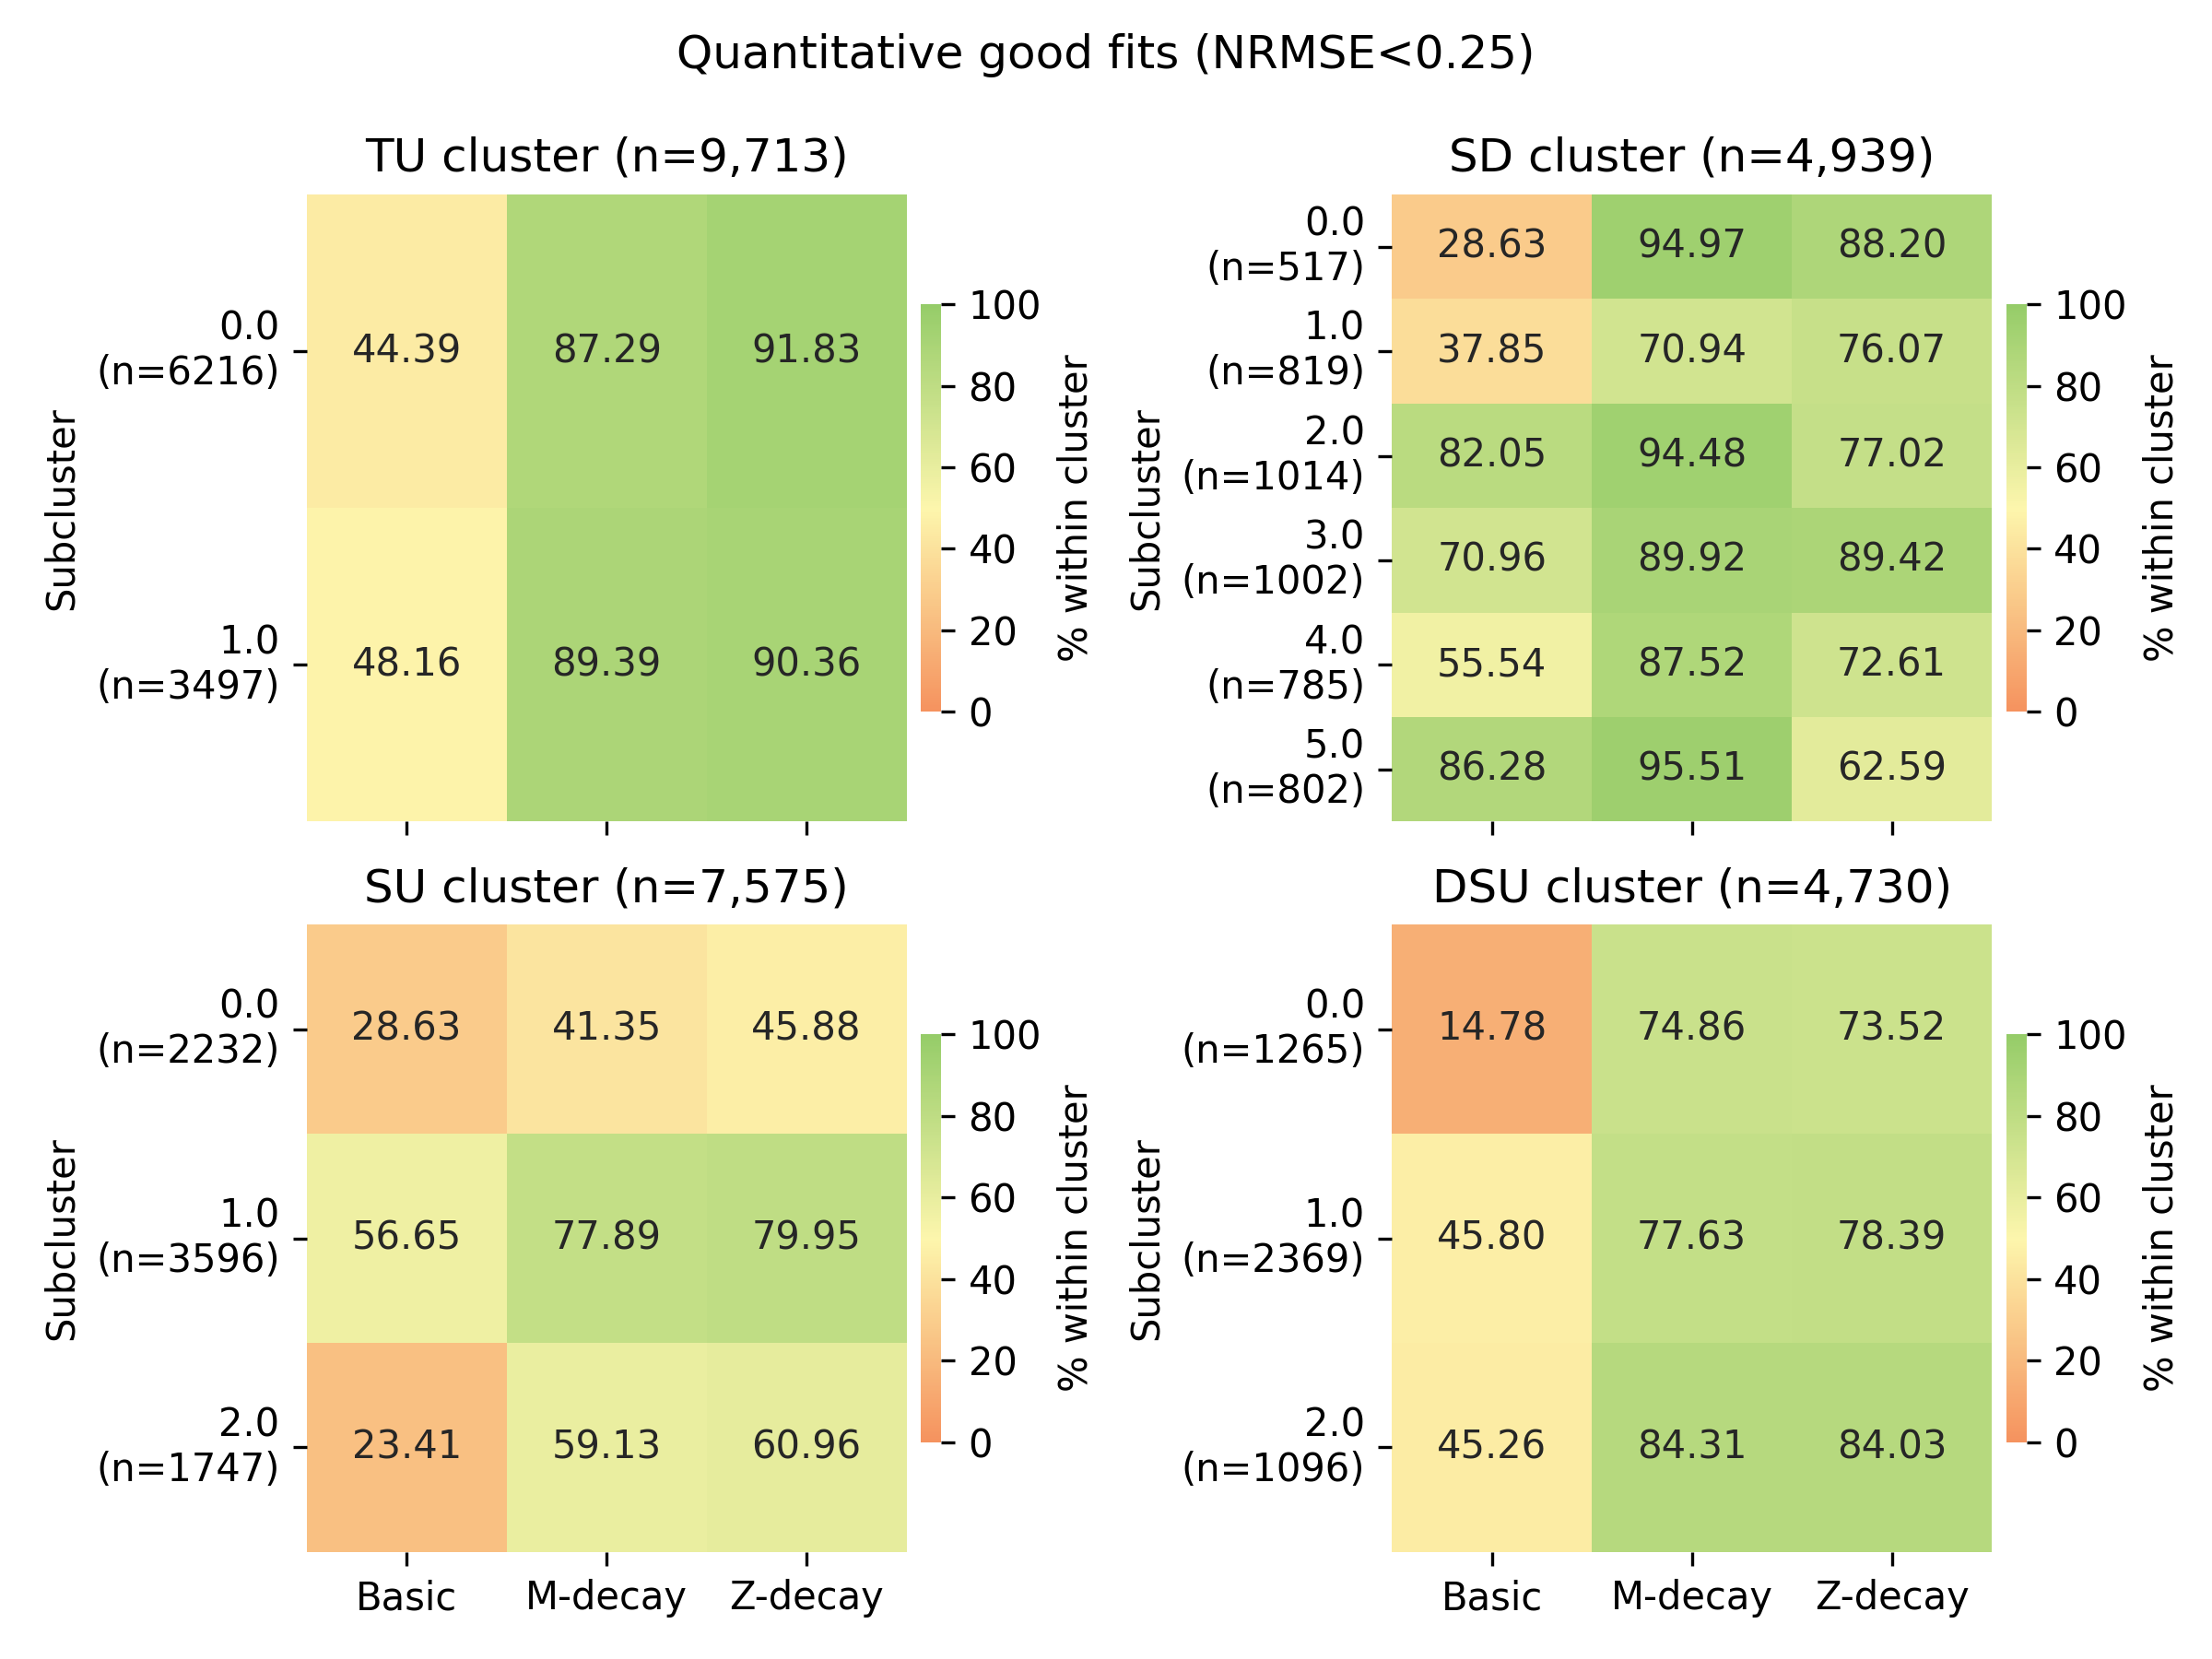 Quantitative good fits (NRMSE<0.25)
TU cluster (n=9,713)
Subcluster
0.0
(n=6216)
44.39 87.29 91.83
1.0
(n=3497)
48.16 89.39 90.36
100
80
60
40
20
0
% within cluster
SD cluster (n=4,939)
Subcluster
0.0
(n=517)
28.63 94.97 88.20
1.0
(n=819)
37.85 70.94 76.07
2.0
(n=1014)
82.05 94.48 77.02
3.0
(n=1002)
70.96 89.92 89.42
4.0
(n=785)
55.54 87.52 72.61
5.0
(n=802)
86.28 95.51 62.59
100
80
60
40
20
0
% within cluster
SU cluster (n=7,575)
Subcluster
0.0
(n=2232)
28.63 41.35 45.88
1.0
(n=3596)
56.65 77.89 79.95
2.0
(n=1747)
23.41 59.13 60.96
Basic M-decay Z-decay
100
80
60
40
20
0
% within cluster
DSU cluster (n=4,730)
Subcluster
0.0
(n=1265)
14.78 74.86 73.52
1.0
(n=2369)
45.80 77.63 78.39
2.0
(n=1096)
45.26 84.31 84.03
Basic M-decay Z-decay
100
80
60
40
20
0
% within cluster